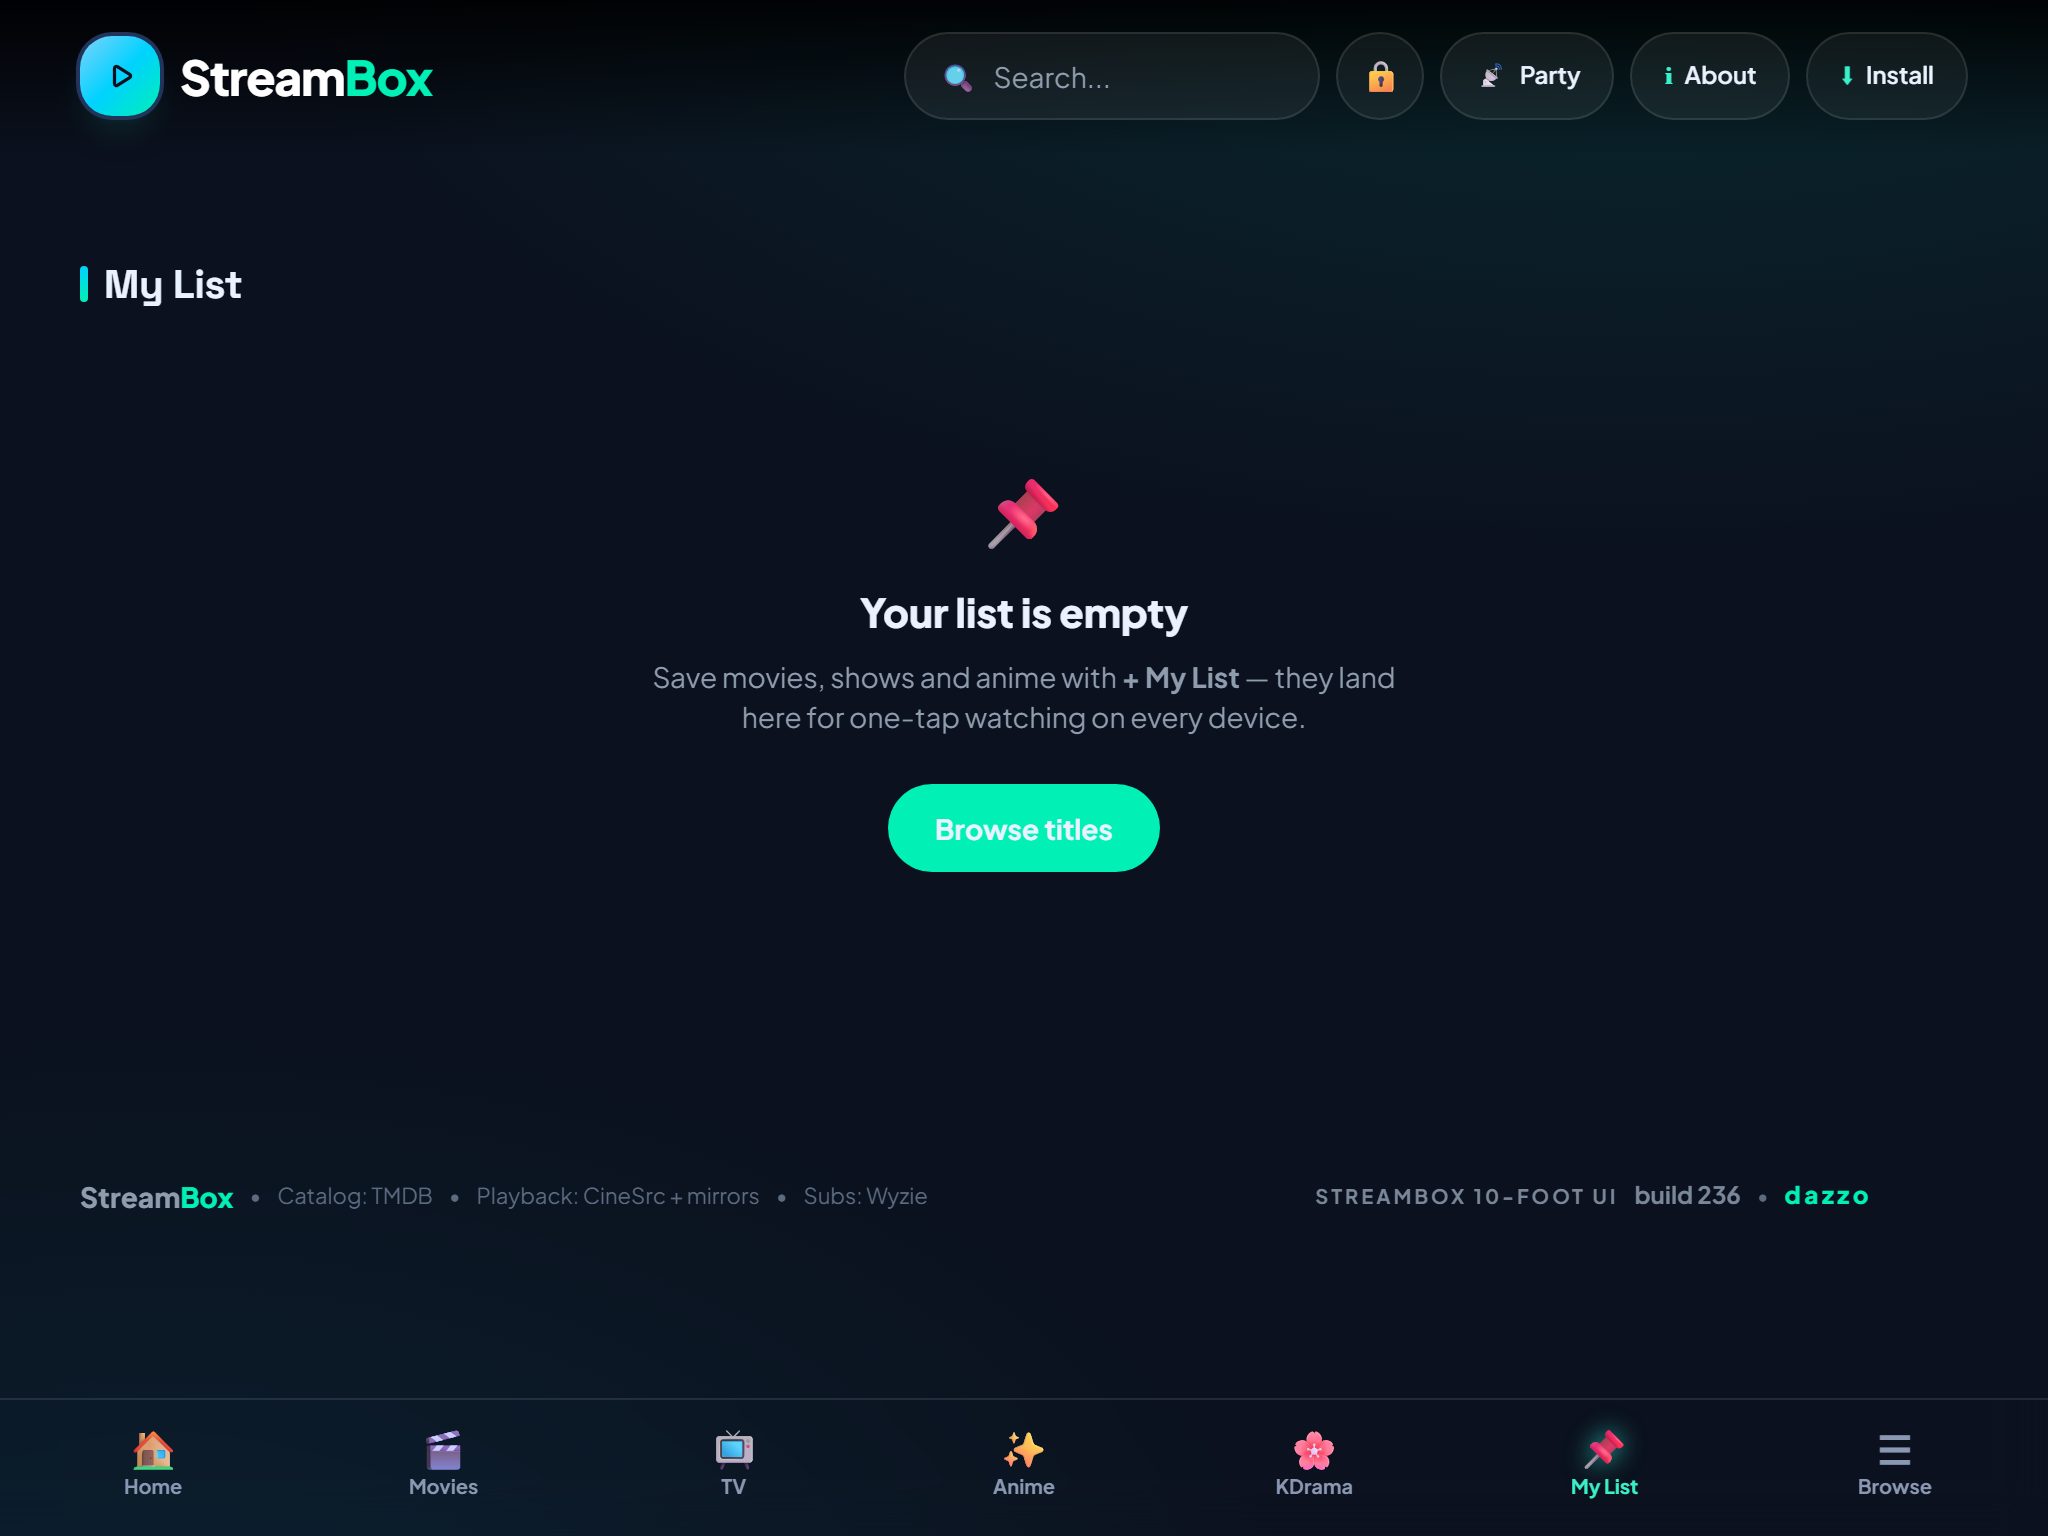 StreamBox
Search...
Party
About
Install
My List
Your list is empty
Save movies, shows and anime with + My List — they land
here for one-tap watching on every device.
Browse titles
StreamBox • Catalog: TMDB • Playback: CineSrc + mirrors • Subs: Wyzie
STREAMBOX 10-FOOT UI build 236 • dazzo
Home
Movies
TV
Anime
KDrama
My List
Browse